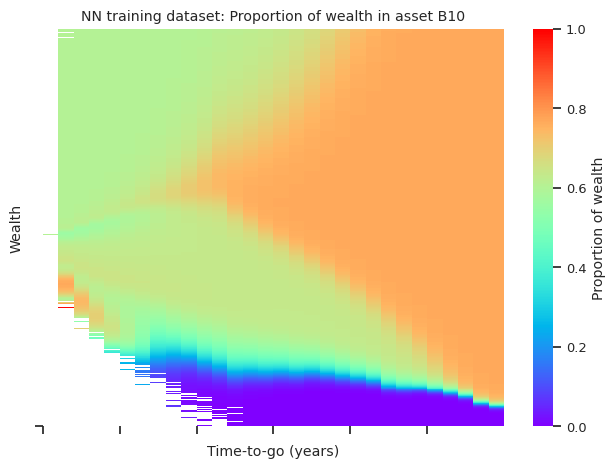 NN training dataset: Proportion of wealth in asset B10
Wealth
Time-to-go (years)
1.0
0.8
0.6
0.4
0.2
0.0
Proportion of wealth